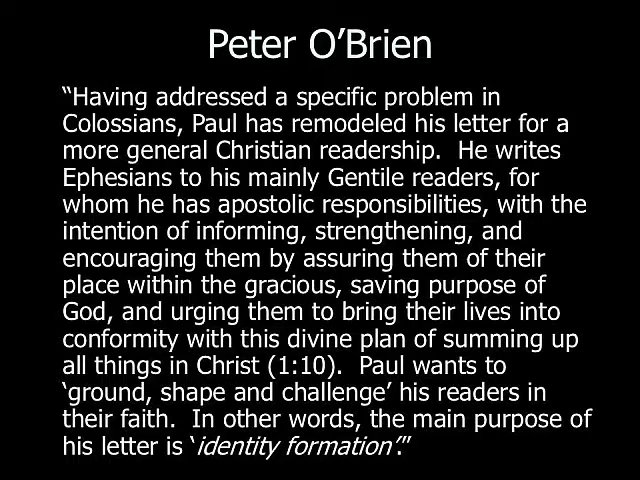 Peter O’Brien
“Having addressed a specific problem in
Colossians, Paul has remodeled his letter for a
more general Christian readership.  He writes
Ephesians to his mainly Gentile readers, for
whom he has apostolic responsibilities, with the
intention of informing, strengthening, and
encouraging them by assuring them of their
place within the gracious, saving purpose of
God, and urging them to bring their lives into
conformity with this divine plan of summing up
all things in Christ (1:10).  Paul wants to
‘ground, shape and challenge’ his readers in
their faith.  In other words, the main purpose of
his letter is ‘identity formation’.”